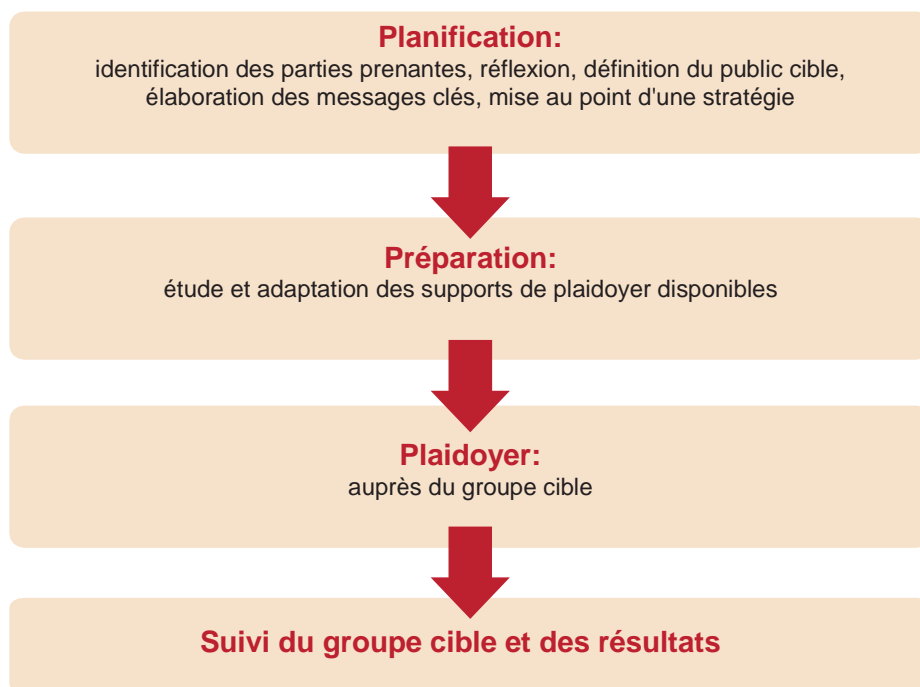 Planification:
identification des parties prenantes, réflexion, définition du public cible,
élaboration des messages clés, mise au point d'une stratégie
Préparation:
étude et adaptation des supports de plaidoyer disponibles
Plaidoyer:
auprès du groupe cible
Suivi du groupe cible et des résultats